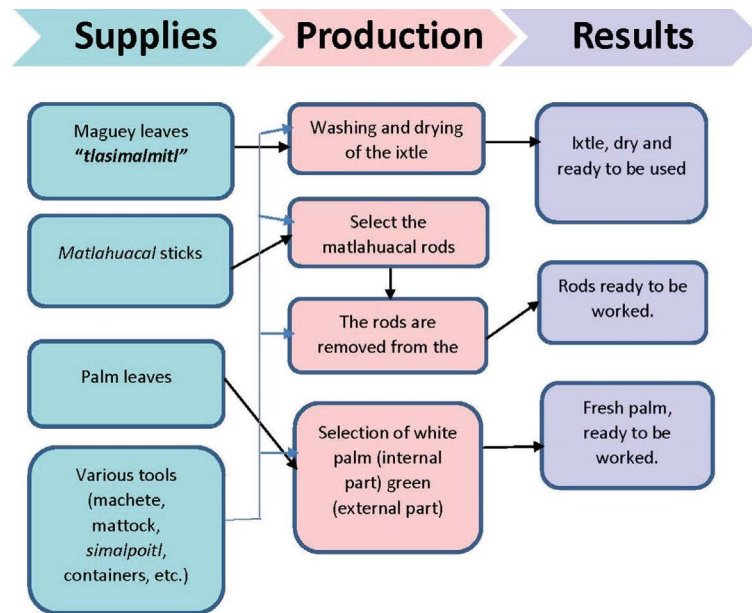 Supplies
Production
Results
Maguey leaves
“tlasimalmitl”
Washing and drying
of the ixtle
Ixtle, dry and
ready to be used
Matlahuacal sticks
Select the
matlahuacal rods
The rods are
removed from the
Rods ready to be
worked.
Palm leaves
Selection of white
palm (internal
part) green
(external part)
Fresh palm,
ready to be
worked.
Various tools
(machete,
mattock,
simalpoitl,
containers, etc.)